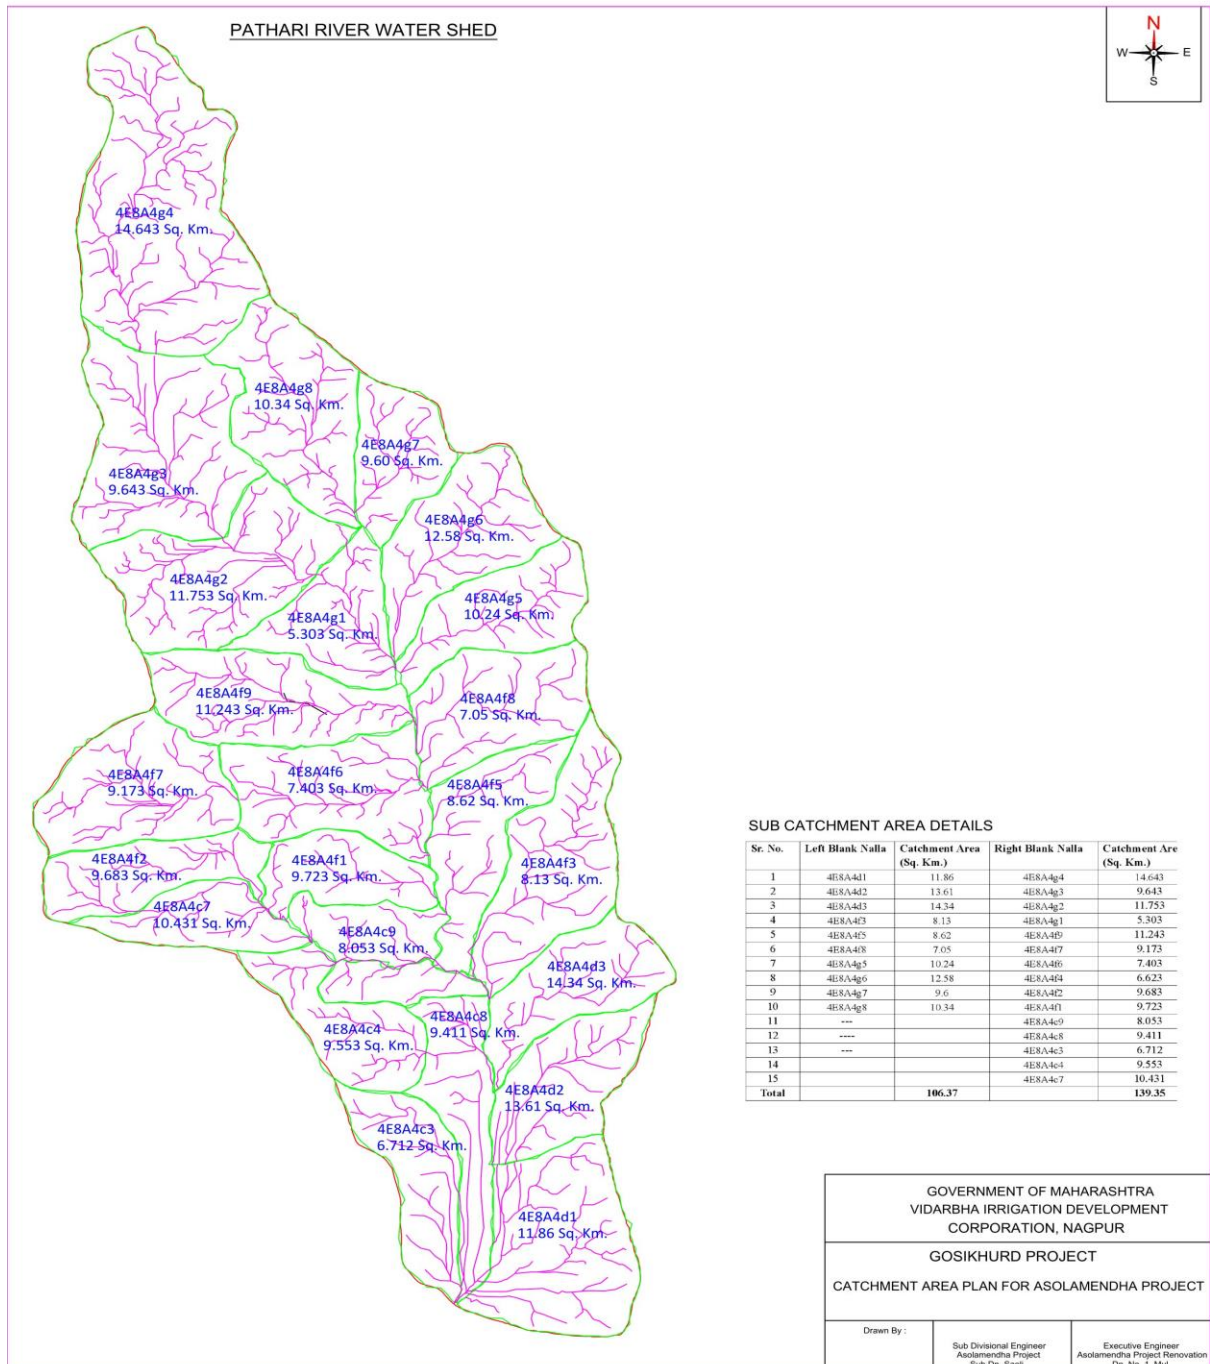 PATHARI RIVER WATER SHED
N
W E
S
4E8A4g4
14.643 Sq. Km.
4E8A4g8
10.34 Sq. Km.
4E8A4g7
9.60 Sq. Km.
4E8A4g3
9.643 Sq. Km.
4E8A4g6
12.58 Sq. Km.
4E8A4g2
11.753 Sq. Km.
4E8A4g5
10.24 Sq. Km.
4E8A4g1
5.303 Sq. Km.
4E8A4f9
11.243 Sq. Km.
4E8A4f8
7.05 Sq. Km.
4E8A4f7
9.173 Sq. Km.
4E8A4f6
7.403 Sq. Km.
4E8A4f5
8.62 Sq. Km.
4E8A4f2
9.683 Sq. Km.
4E8A4f1
9.723 Sq. Km.
4E8A4f3
8.13 Sq. Km.
4E8A4c7
10.431 Sq. Km.
4E8A4c9
8.053 Sq. Km.
4E8A4d3
14.34 Sq. Km.
4E8A4c4
9.553 Sq. Km.
4E8A4c8
9.411 Sq. Km.
4E8A4d2
13.61 Sq. Km.
4E8A4c3
6.712 Sq. Km.
4E8A4d1
11.86 Sq. Km.
SUB CATCHMENT AREA DETAILS
Sr. No. Left Blank Nalla Catchment Area (Sq. Km.) Right Blank Nalla Catchment Are (Sq. Km.)
1 4E8A4d1 11.86 4E8A4g4 14.643
2 4E8A4d2 13.61 4E8A4g3 9.643
3 4E8A4d3 14.34 4E8A4g2 11.753
4 4E8A4f3 8.13 4E8A4g1 5.303
5 4E8A4f5 8.62 4E8A4f9 11.243
6 4E8A4f8 7.05 4E8A4f7 9.173
7 4E8A4g5 10.24 4E8A4f6 7.403
8 4E8A4g6 12.58 4E8A4f4 6.623
9 4E8A4g7 9.6 4E8A4f2 9.683
10 4E8A4g8 10.34 4E8A4f1 9.723
11 --- 4E8A4c9 8.053
12 ---- 4E8A4c8 9.411
13 --- 4E8A4c3 6.712
14 4E8A4c4 9.553
15 4E8A4c7 10.431
Total 106.37 139.35
GOVERNMENT OF MAHARASHTRA
VIDARBHA IRRIGATION DEVELOPMENT
CORPORATION, NAGPUR
GOSIKHURD PROJECT
CATCHMENT AREA PLAN FOR ASOLAMENDHA PROJECT
Drawn By :
Sub Divisional Engineer
Asolamendha Project
Executive Engineer
Asolamendha Project Renovation